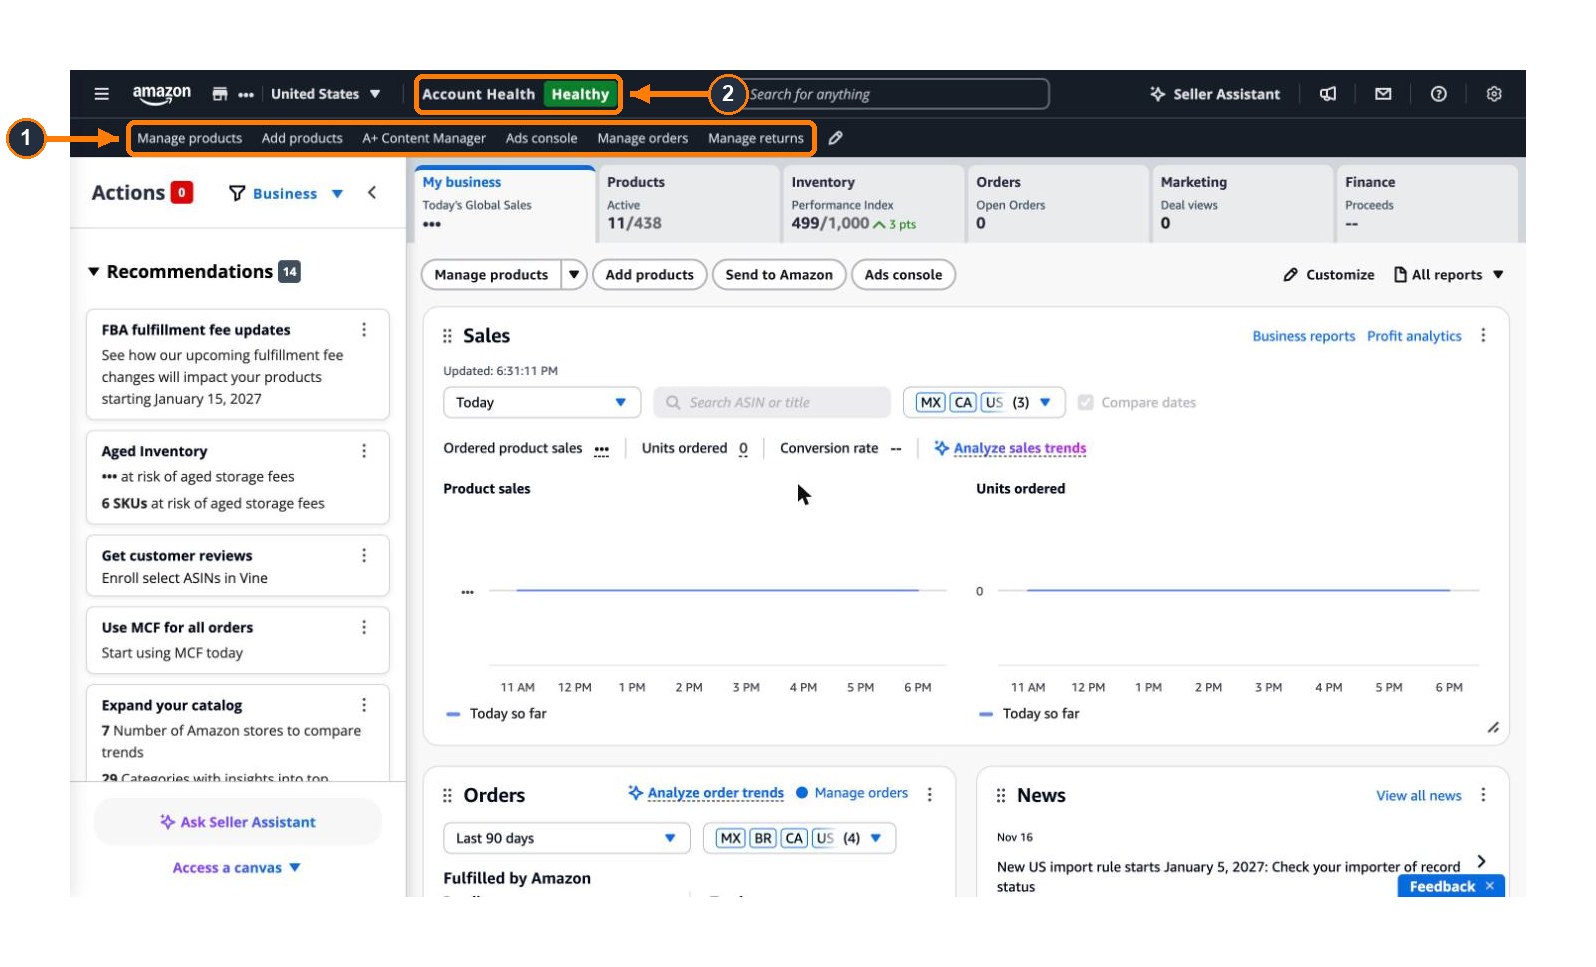 amazon
United States
Account Health Healthy
2
Search for anything
Seller Assistant
1
Manage products Add products A+ Content Manager Ads console Manage orders Manage returns
Actions 0
Business
My business
Today's Global Sales
•••
Products
Active
11/438
Inventory
Performance Index
499/1,000 3 pts
Orders
Open Orders
0
Marketing
Deal views
0
Finance
Proceeds
--
Recommendations 14
FBA fulfillment fee updates
See how our upcoming fulfillment fee
changes will impact your products
starting January 15, 2027
Aged Inventory
••• at risk of aged storage fees
6 SKUs at risk of aged storage fees
Get customer reviews
Enroll select ASINs in Vine
Use MCF for all orders
Start using MCF today
Expand your catalog
7 Number of Amazon stores to compare
trends
29 Categories with insights into top
Ask Seller Assistant
Access a canvas
Manage products Add products Send to Amazon Ads console
Customize All reports
Sales
Business reports Profit analytics
Updated: 6:31:11 PM
Today
Search ASIN or title
MX CA US (3)
Compare dates
Ordered product sales •••
Units ordered 0
Conversion rate --
Analyze sales trends
Product sales
•••
11 AM 12 PM 1 PM 2 PM 3 PM 4 PM 5 PM 6 PM
Today so far
Units ordered
0
11 AM 12 PM 1 PM 2 PM 3 PM 4 PM 5 PM 6 PM
Today so far
Orders
Analyze order trends Manage orders
Last 90 days
MX BR CA US (4)
Fulfilled by Amazon
News
View all news
Nov 16
New US import rule starts January 5, 2027: Check your importer of record
status
Feedback ×